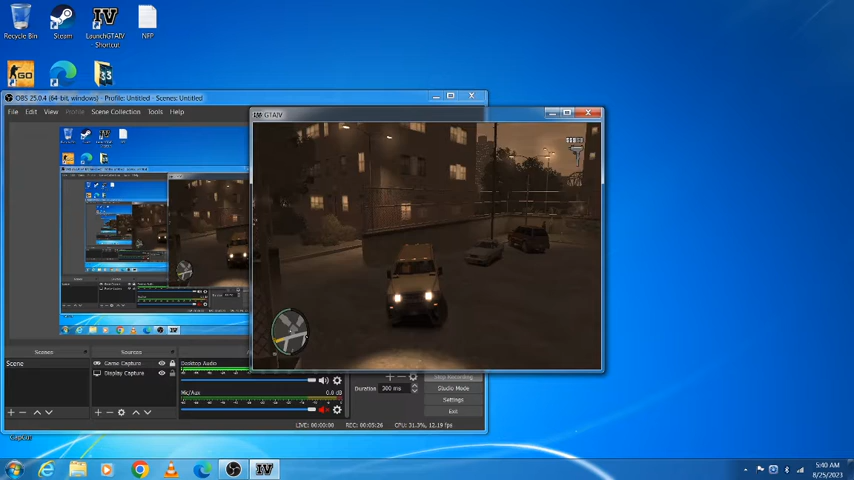 Recycle Bin
Steam
LaunchGTAIV - Shortcut
NFP
OBS 25.0.4 (64-bit, windows) - Profile: Untitled - Scenes: Untitled
File Edit View Profile Scene Collection Tools Help
GTAIV
Scenes
Sources
Desktop Audio
Scene
Game Capture
Display Capture
Mic/Aux
0.0 dB
Duration 300 ms
Stop Recording
Studio Mode
Settings
Exit
LIVE: 00:00:00
REC: 00:05:26
CPU: 31.3%, 12.19 fps
5:40 AM
8/25/2023